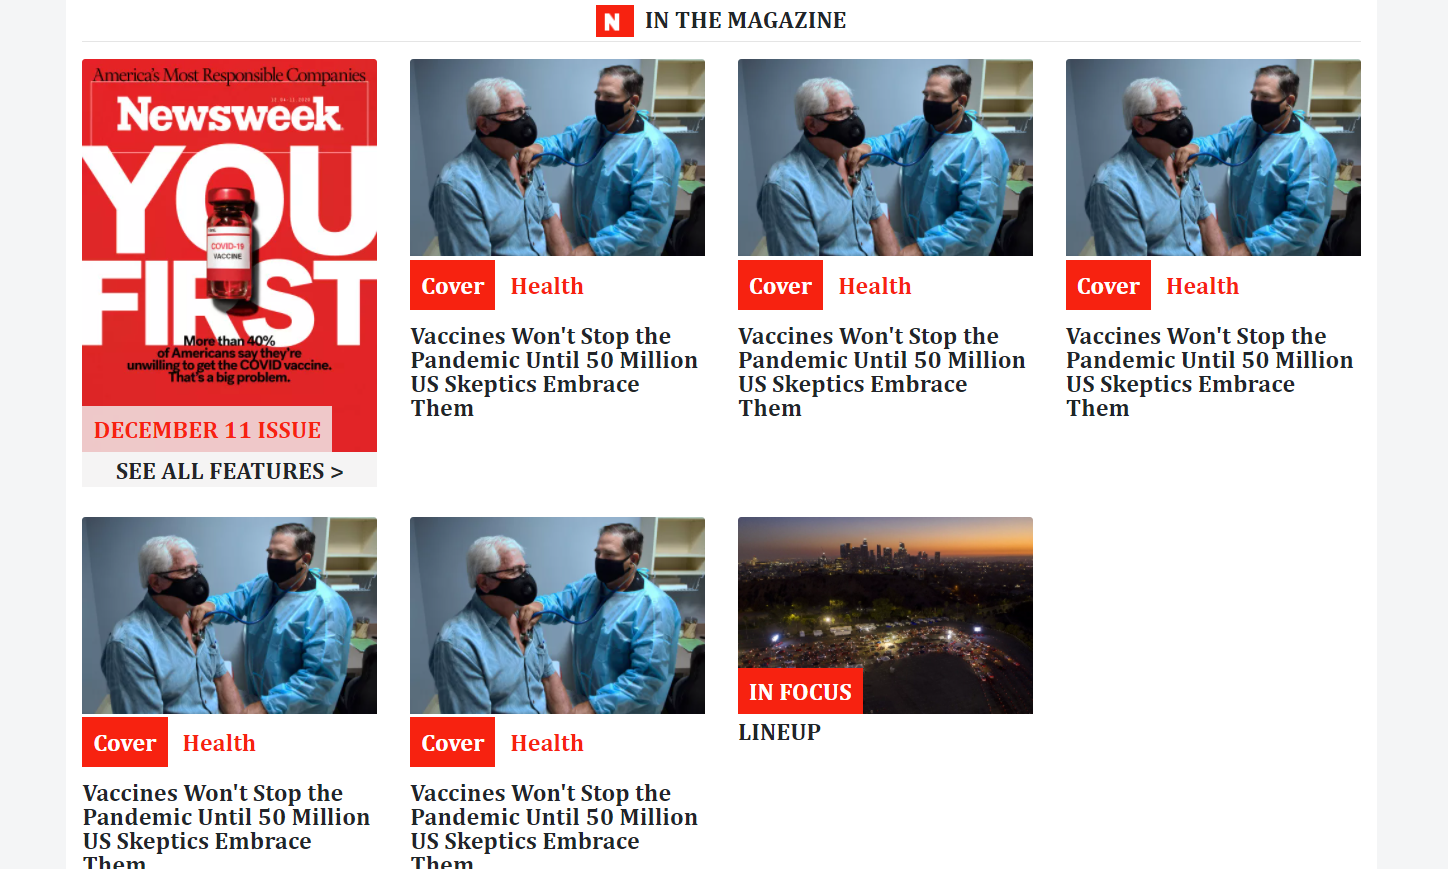 N IN THE MAGAZINE
America's Most Responsible Companies
Newsweek
YOU
FIRST
COVID-19
VACCINE
More than 40%
of Americans say they're
unwilling to get the COVID vaccine.
That's a big problem.
DECEMBER 11 ISSUE
SEE ALL FEATURES >
Cover Health
Vaccines Won't Stop the
Pandemic Until 50 Million
US Skeptics Embrace
Them
Cover Health
Vaccines Won't Stop the
Pandemic Until 50 Million
US Skeptics Embrace
Them
Cover Health
Vaccines Won't Stop the
Pandemic Until 50 Million
US Skeptics Embrace
Them
Cover Health
Vaccines Won't Stop the
Pandemic Until 50 Million
US Skeptics Embrace
Them
Cover Health
Vaccines Won't Stop the
Pandemic Until 50 Million
US Skeptics Embrace
Them
IN FOCUS
LINEUP